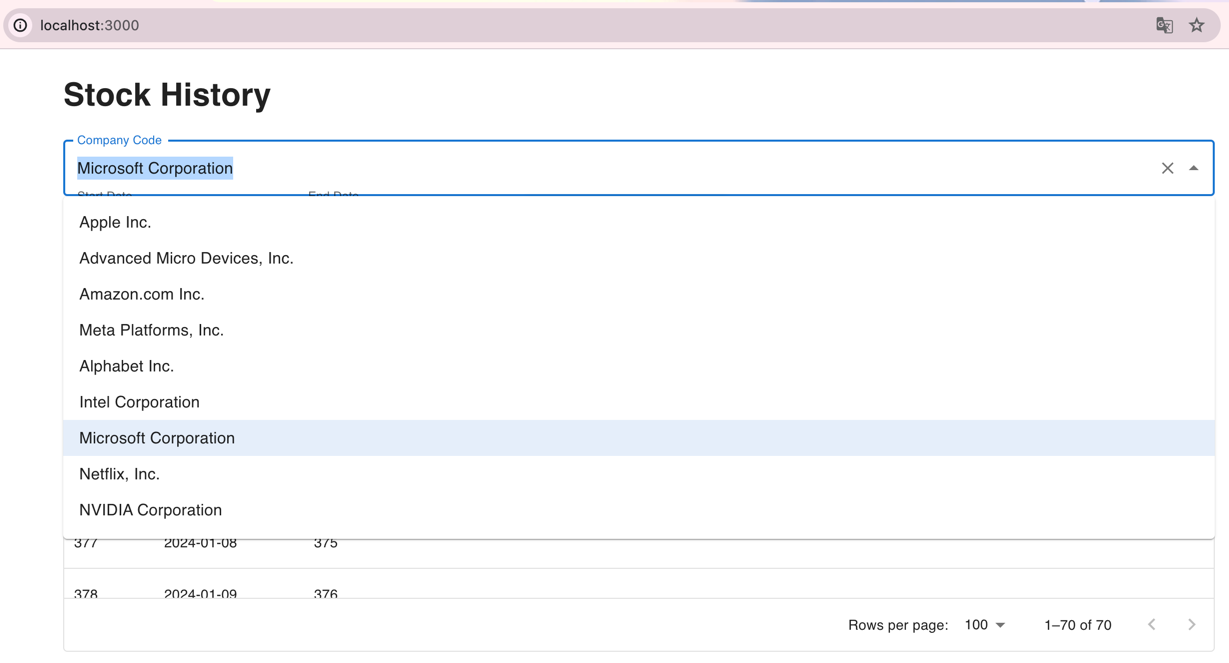 localhost:3000
Stock History
Company Code
Microsoft Corporation
Start Date End Date
Apple Inc.
Advanced Micro Devices, Inc.
Amazon.com Inc.
Meta Platforms, Inc.
Alphabet Inc.
Intel Corporation
Microsoft Corporation
Netflix, Inc.
NVIDIA Corporation
377 2024-01-08 375
378 2024-01-09 376
Rows per page: 100 1–70 of 70